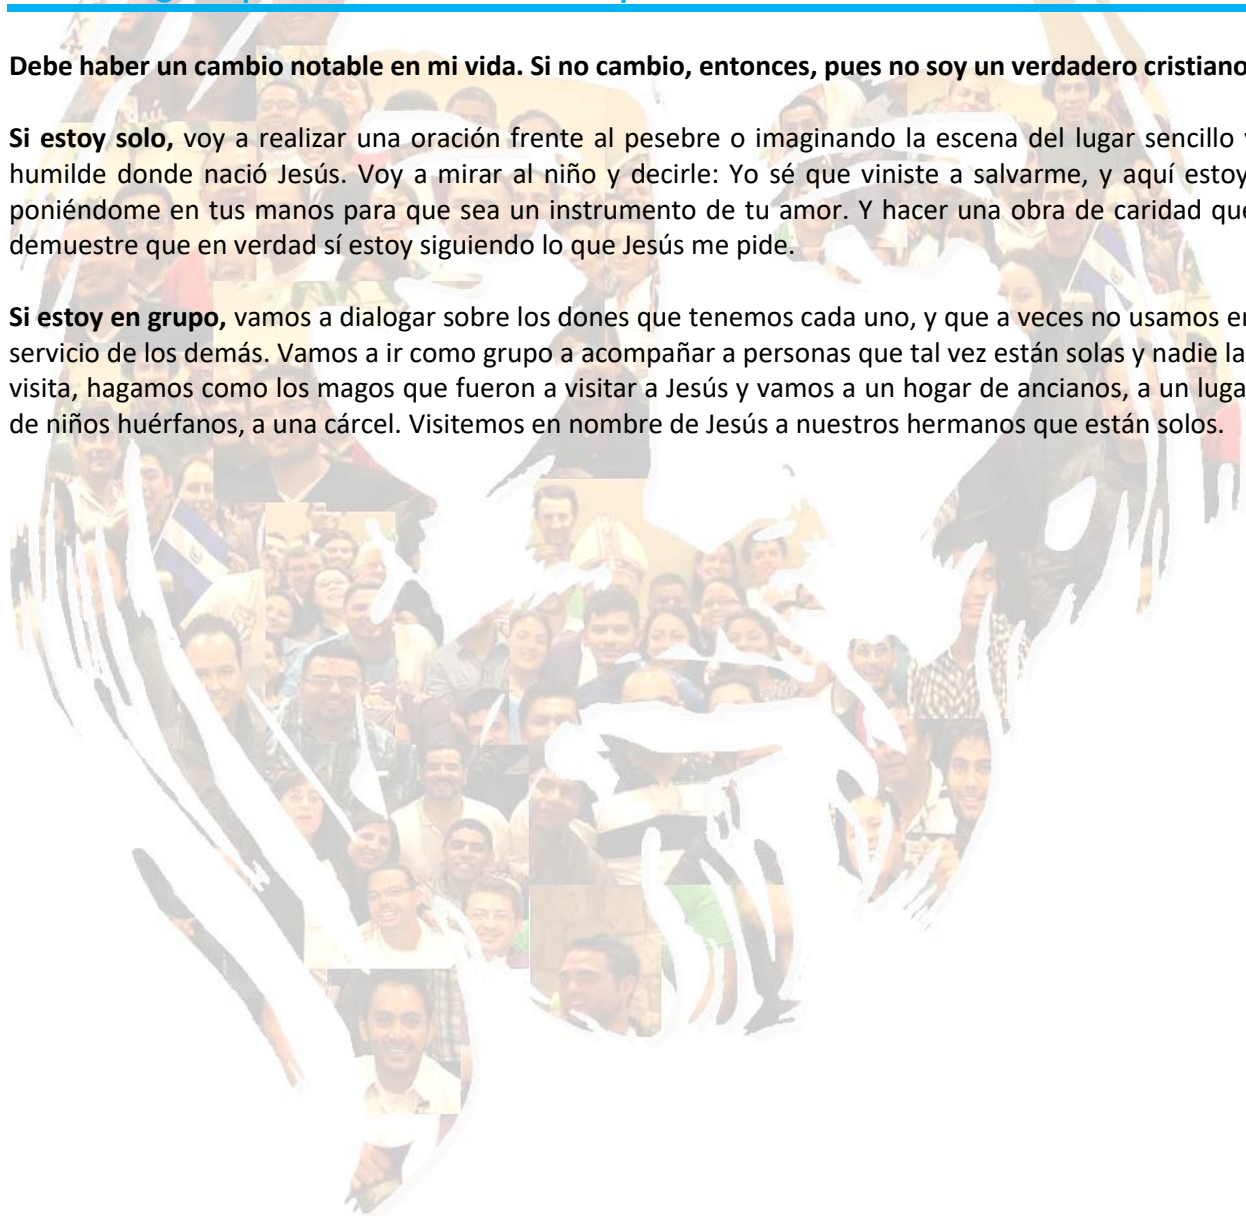 Debe haber un cambio notable en mi vida. Si no cambio, entonces, pues no soy un verdadero cristiano
Si estoy solo, voy a realizar una oración frente al pesebre o imaginando la escena del lugar sencillo y
humilde donde nació Jesús. Voy a mirar al niño y decirle: Yo sé que viniste a salvarme, y aquí estoy
poniéndome en tus manos para que sea un instrumento de tu amor. Y hacer una obra de caridad que
demuestre que en verdad sí estoy siguiendo lo que Jesús me pide.
Si estoy en grupo, vamos a dialogar sobre los dones que tenemos cada uno, y que a veces no usamos en
servicio de los demás. Vamos a ir como grupo a acompañar a personas que tal vez están solas y nadie la
visita, hagamos como los magos que fueron a visitar a Jesús y vamos a un hogar de ancianos, a un luga
de niños huérfanos, a una cárcel. Visitemos en nombre de Jesús a nuestros hermanos que están solos.